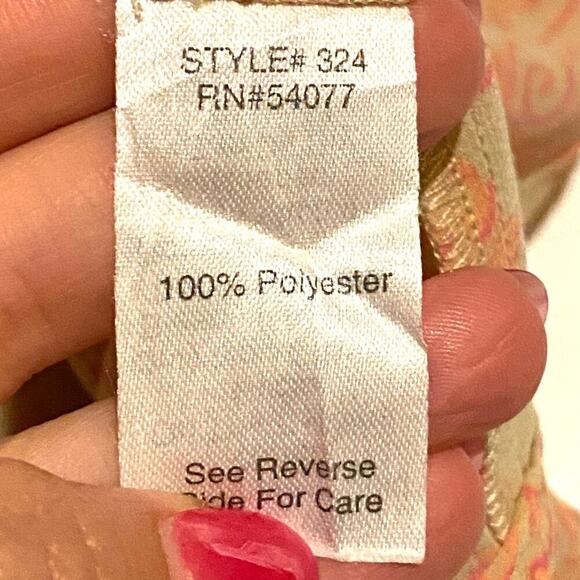 STYLE# 324
RN#54077
100% Polyester
See Reverse
Side For Care